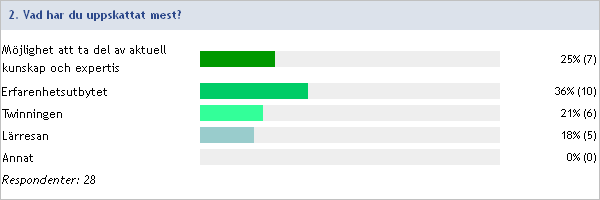 2. Vad har du uppskattat mest?
Möjlighet att ta del av aktuell
kunskap och expertis
25% (7)
Erfarenhetsutbytet 36% (10)
Twinningen 21% (6)
Lärresan 18% (5)
Annat 0% (0)
Respondenter: 28